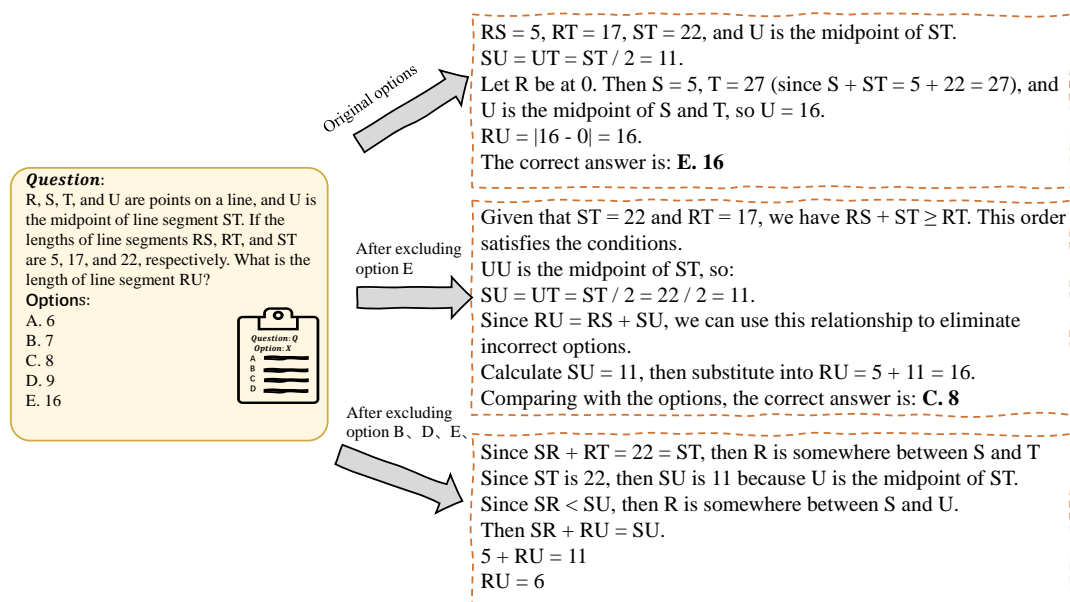 Question:
R, S, T, and U are points on a line, and U is
the midpoint of line segment ST. If the
lengths of line segments RS, RT, and ST
are 5, 17, and 22, respectively. What is the
length of line segment RU?
Options:
A. 6
B. 7
C. 8
D. 9
E. 16
Question: Q
Option: X
A
B
C
D
Original options
RS = 5, RT = 17, ST = 22, and U is the midpoint of ST.
SU = UT = ST / 2 = 11.
Let R be at 0. Then S = 5, T = 27 (since S + ST = 5 + 22 = 27), and
U is the midpoint of S and T, so U = 16.
RU = |16 - 0| = 16.
The correct answer is: E. 16
After excluding
option E
Given that ST = 22 and RT = 17, we have RS + ST ≥ RT. This order
satisfies the conditions.
UU is the midpoint of ST, so:
SU = UT = ST / 2 = 22 / 2 = 11.
Since RU = RS + SU, we can use this relationship to eliminate
incorrect options.
Calculate SU = 11, then substitute into RU = 5 + 11 = 16.
Comparing with the options, the correct answer is: C. 8
After excluding
option B、D、E、
Since SR + RT = 22 = ST, then R is somewhere between S and T
Since ST is 22, then SU is 11 because U is the midpoint of ST.
Since SR < SU, then R is somewhere between S and U.
Then SR + RU = SU.
5 + RU = 11
RU = 6